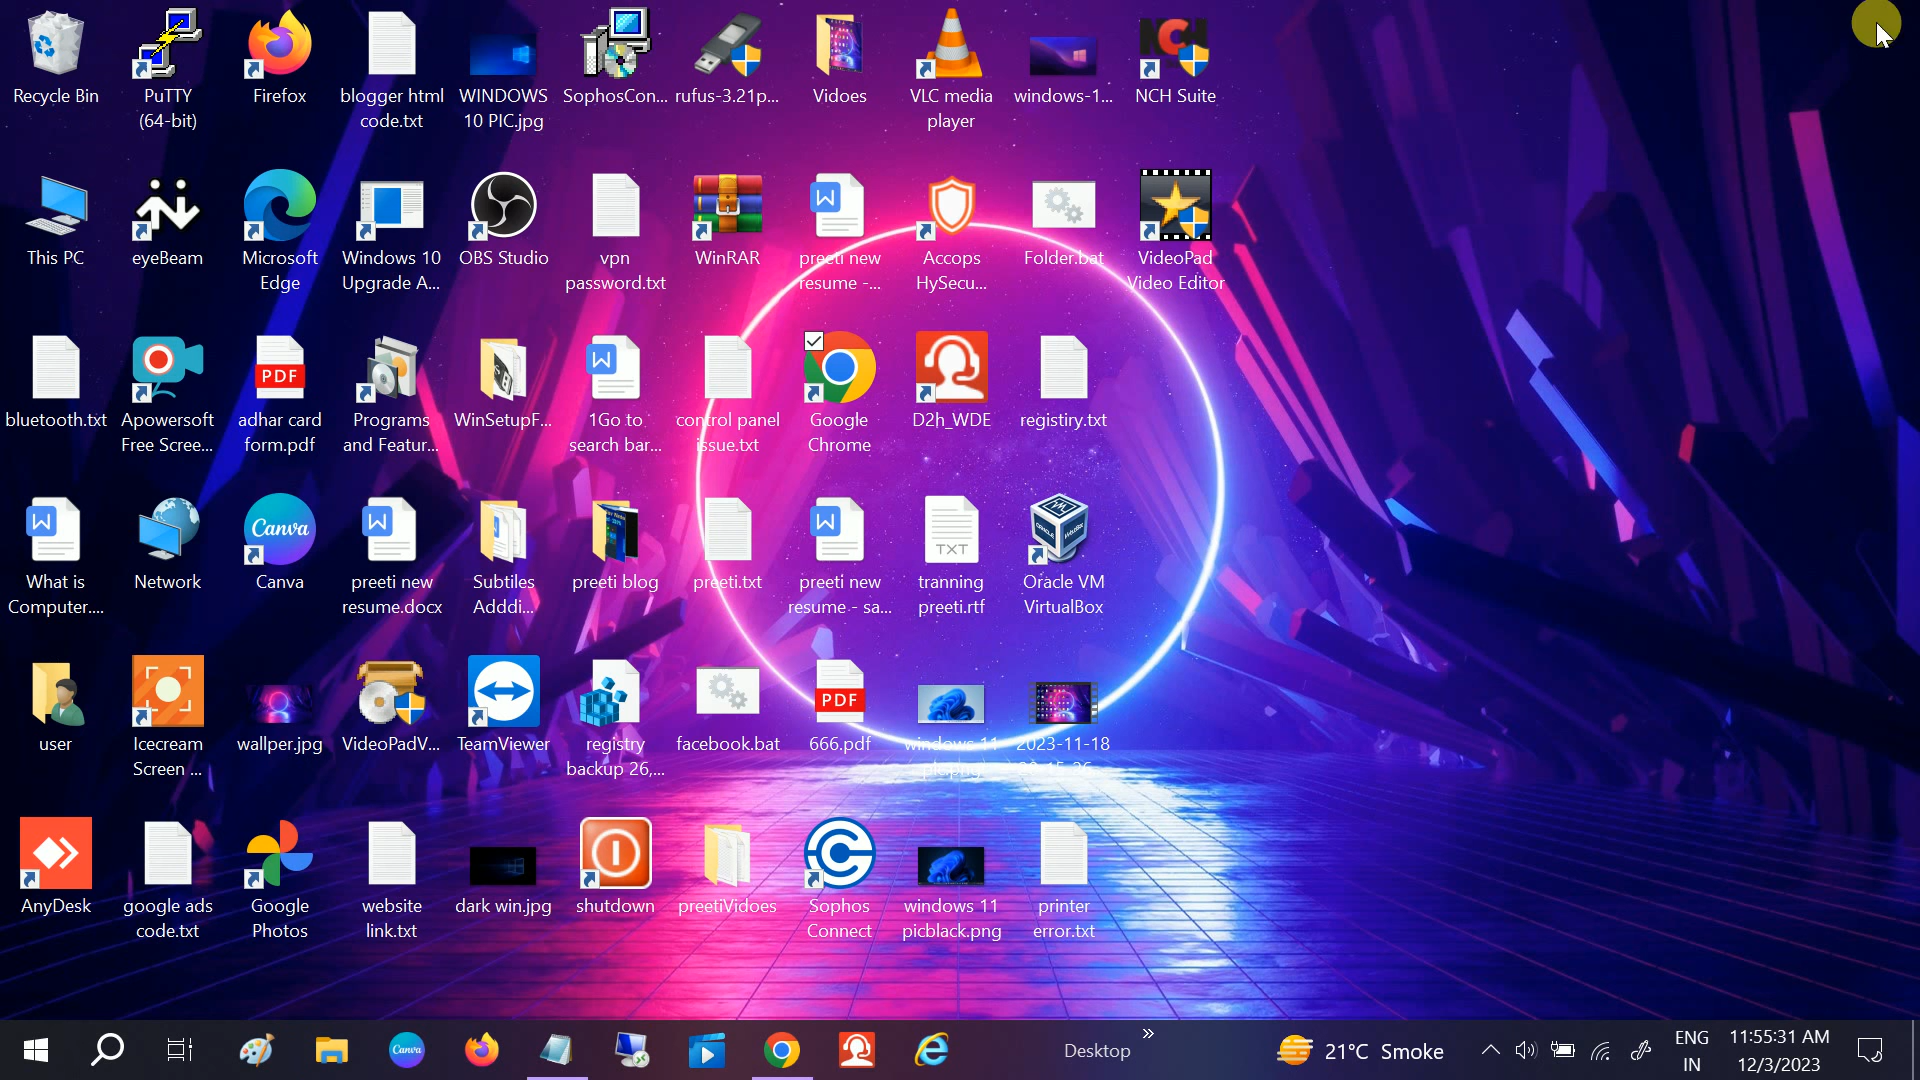 Recycle Bin
PuTTY
(64-bit)
Firefox
blogger html
code.txt
WINDOWS
10 PIC.jpg
SophosCon...
rufus-3.21p...
Vidoes
VLC media
player
windows-1...
NCH
NCH Suite
This PC
eyeBeam
Microsoft
Edge
Windows 10
Upgrade A...
OBS Studio
vpn
password.txt
WinRAR
W
preeti new
resume -...
Accops
HySecu...
Folder.bat
VideoPad
Video Editor
bluetooth.txt
Apowersoft
Free Scree...
PDF
adhar card
form.pdf
Programs
and Featur...
WinSetupF...
W
1Go to
search bar...
control panel
issue.txt
Google
Chrome
D2h_WDE
registiry.txt
W
What is
Computer....
Network
Canva
Canva
W
preeti new
resume.docx
Subtiles
Adddi...
preeti blog
preeti.txt
W
preeti new
resume - sa...
TXT
tranning
preeti.rtf
Oracle VM
VirtualBox
user
Icecream
Screen ...
wallper.jpg
VideoPadV...
TeamViewer
registry
backup 26,...
facebook.bat
PDF
666.pdf
windows 11
2023-11-18
AnyDesk
google ads
code.txt
Google
Photos
website
link.txt
dark win.jpg
shutdown
preetiVidoes
Sophos
Connect
windows 11
picblack.png
printer
error.txt
Canva
Desktop
21°C Smoke
ENG
IN
11:55:31 AM
12/3/2023